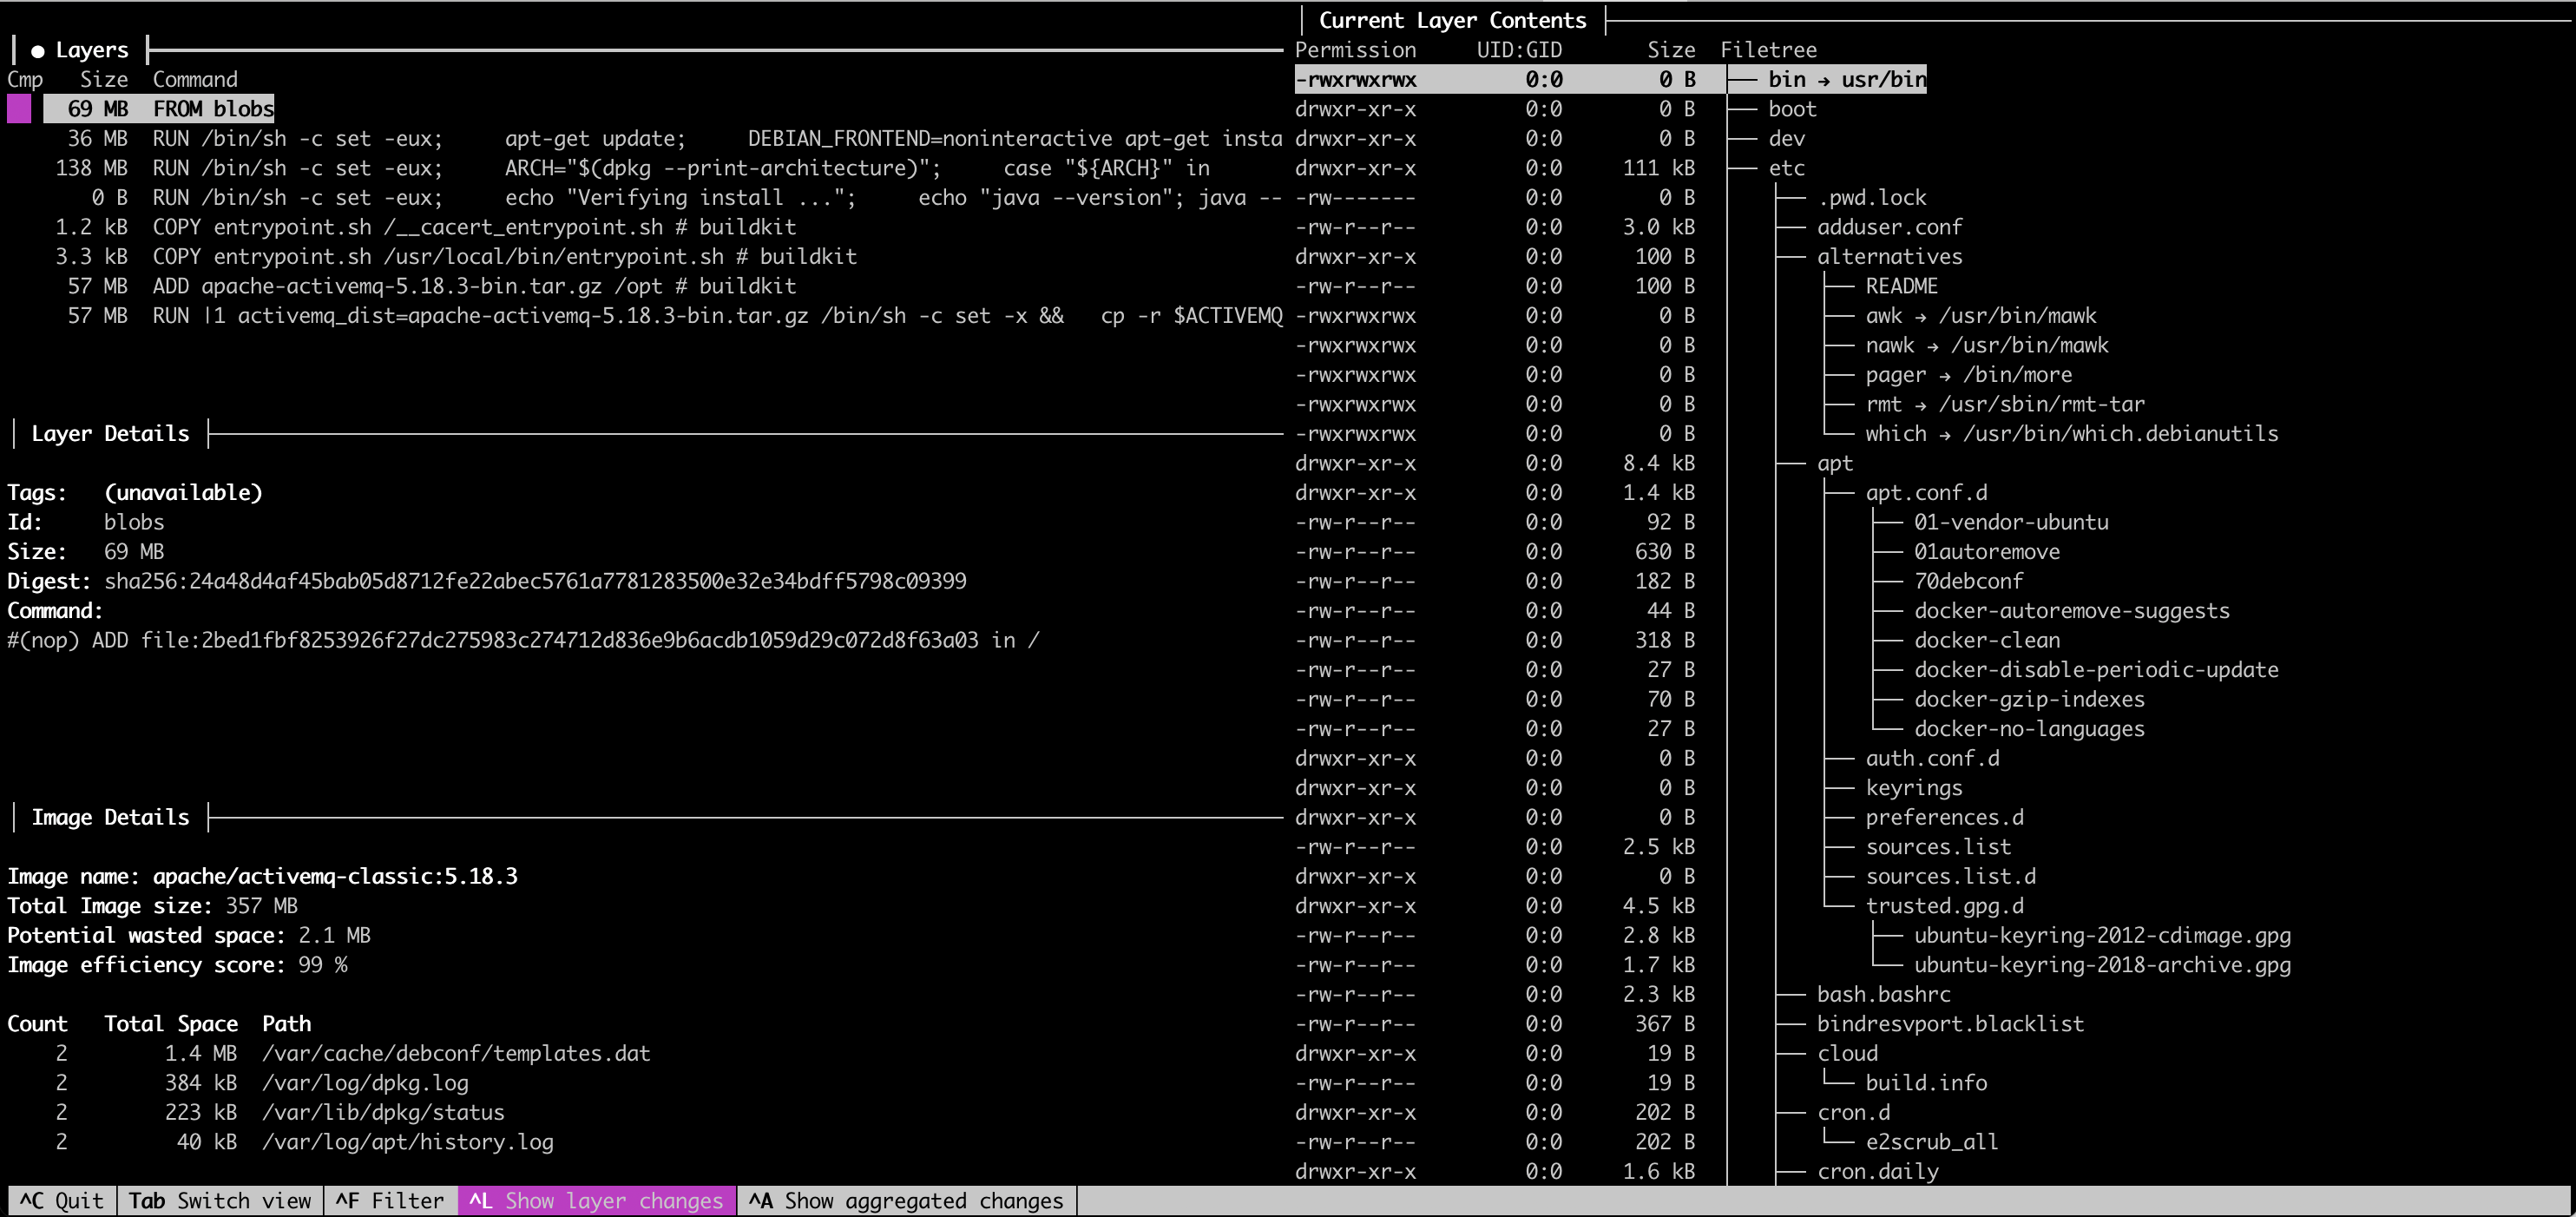 ● Layers
Cmp Size Command
69 MB FROM blobs
36 MB RUN /bin/sh -c set -eux; apt-get update; DEBIAN_FRONTEND=noninteractive apt-get insta
138 MB RUN /bin/sh -c set -eux; ARCH="$(dpkg --print-architecture)"; case "${ARCH}" in
0 B RUN /bin/sh -c set -eux; echo "Verifying install ..."; echo "java --version"; java --
1.2 kB COPY entrypoint.sh /__cacert_entrypoint.sh # buildkit
3.3 kB COPY entrypoint.sh /usr/local/bin/entrypoint.sh # buildkit
57 MB ADD apache-activemq-5.18.3-bin.tar.gz /opt # buildkit
57 MB RUN |1 activemq_dist=apache-activemq-5.18.3-bin.tar.gz /bin/sh -c set -x && cp -r $ACTIVEMQ
Layer Details
Tags: (unavailable)
Id: blobs
Size: 69 MB
Digest: sha256:24a48d4af45bab05d8712fe22abec5761a7781283500e32e34bdff5798c09399
Command:
#(nop) ADD file:2bed1fbf8253926f27dc275983c274712d836e9b6acdb1059d29c072d8f63a03 in /
Image Details
Image name: apache/activemq-classic:5.18.3
Total Image size: 357 MB
Potential wasted space: 2.1 MB
Image efficiency score: 99 %
Count Total Space Path
2 1.4 MB /var/cache/debconf/templates.dat
2 384 kB /var/log/dpkg.log
2 223 kB /var/lib/dpkg/status
2 40 kB /var/log/apt/history.log
Current Layer Contents
Permission UID:GID Size Filetree
-rwxrwxrwx 0:0 0 B ├── bin → usr/bin
drwxr-xr-x 0:0 0 B ├── boot
drwxr-xr-x 0:0 0 B ├── dev
drwxr-xr-x 0:0 111 kB ├── etc
-rw------- 0:0 0 B │ ├── .pwd.lock
-rw-r--r-- 0:0 3.0 kB │ ├── adduser.conf
drwxr-xr-x 0:0 100 B │ ├── alternatives
-rw-r--r-- 0:0 100 B │ │ ├── README
-rwxrwxrwx 0:0 0 B │ │ ├── awk → /usr/bin/mawk
-rwxrwxrwx 0:0 0 B │ │ ├── nawk → /usr/bin/mawk
-rwxrwxrwx 0:0 0 B │ │ ├── pager → /bin/more
-rwxrwxrwx 0:0 0 B │ │ ├── rmt → /usr/sbin/rmt-tar
-rwxrwxrwx 0:0 0 B │ │ └── which → /usr/bin/which.debianutils
drwxr-xr-x 0:0 8.4 kB │ ├── apt
drwxr-xr-x 0:0 1.4 kB │ │ ├── apt.conf.d
-rw-r--r-- 0:0 92 B │ │ │ ├── 01-vendor-ubuntu
-rw-r--r-- 0:0 630 B │ │ │ ├── 01autoremove
-rw-r--r-- 0:0 182 B │ │ │ ├── 70debconf
-rw-r--r-- 0:0 44 B │ │ │ ├── docker-autoremove-suggests
-rw-r--r-- 0:0 318 B │ │ │ ├── docker-clean
-rw-r--r-- 0:0 27 B │ │ │ ├── docker-disable-periodic-update
-rw-r--r-- 0:0 70 B │ │ │ ├── docker-gzip-indexes
-rw-r--r-- 0:0 27 B │ │ │ └── docker-no-languages
drwxr-xr-x 0:0 0 B │ │ ├── auth.conf.d
drwxr-xr-x 0:0 0 B │ │ ├── keyrings
drwxr-xr-x 0:0 0 B │ │ ├── preferences.d
-rw-r--r-- 0:0 2.5 kB │ │ ├── sources.list
drwxr-xr-x 0:0 0 B │ │ ├── sources.list.d
drwxr-xr-x 0:0 4.5 kB │ │ └── trusted.gpg.d
-rw-r--r-- 0:0 2.8 kB │ │ ├── ubuntu-keyring-2012-cdimage.gpg
-rw-r--r-- 0:0 1.7 kB │ │ └── ubuntu-keyring-2018-archive.gpg
-rw-r--r-- 0:0 2.3 kB │ ├── bash.bashrc
-rw-r--r-- 0:0 367 B │ ├── bindresvport.blacklist
drwxr-xr-x 0:0 19 B │ ├── cloud
-rw-r--r-- 0:0 19 B │ │ └── build.info
drwxr-xr-x 0:0 202 B │ ├── cron.d
-rw-r--r-- 0:0 202 B │ │ └── e2scrub_all
drwxr-xr-x 0:0 1.6 kB │ ├── cron.daily
^C Quit Tab Switch view ^F Filter ^L Show layer changes ^A Show aggregated changes